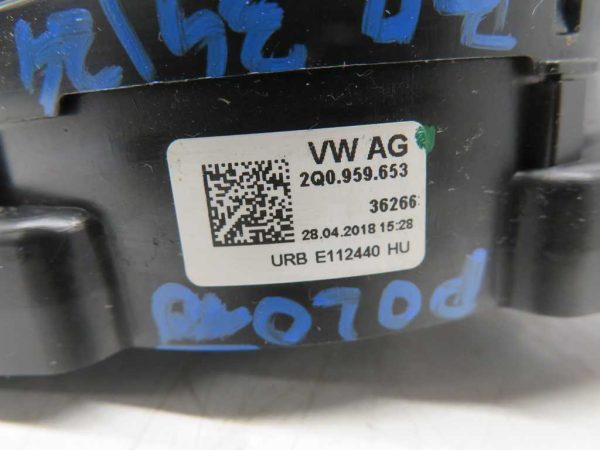 VW AG
2Q0.959.653
36266
28.04.2018 15:28
URB E112440 HU
POLO